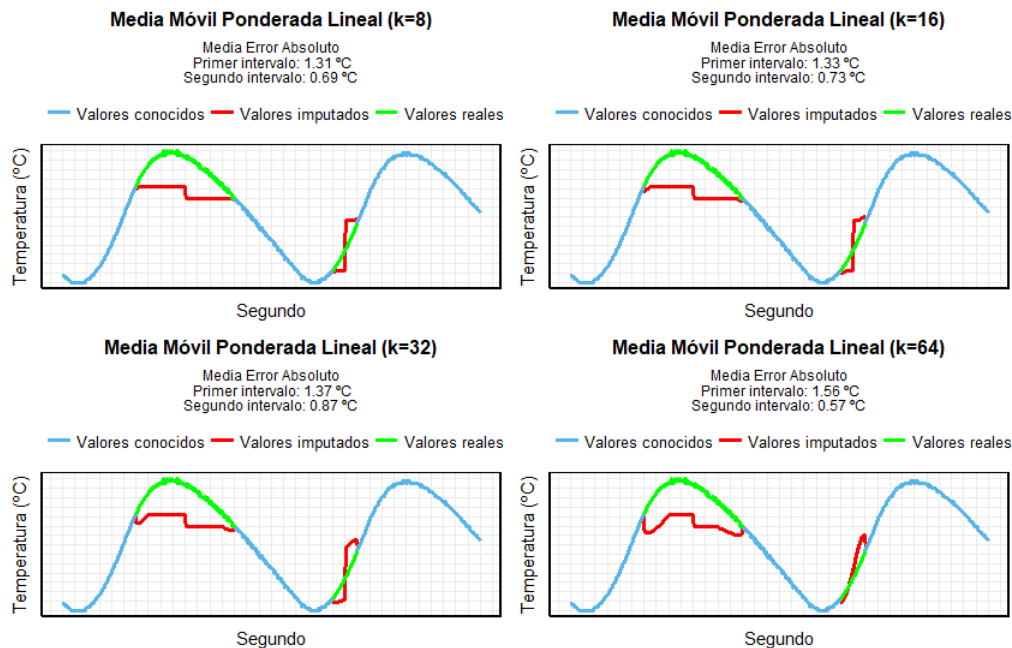 Media Móvil Ponderada Lineal (k=8)
Media Error Absoluto
Primer intervalo: 1.31 ºC
Segundo intervalo: 0.69 ºC
Valores conocidos Valores imputados Valores reales
Temperatura (ºC)
Segundo
Media Móvil Ponderada Lineal (k=16)
Media Error Absoluto
Primer intervalo: 1.33 ºC
Segundo intervalo: 0.73 ºC
Valores conocidos Valores imputados Valores reales
Temperatura (ºC)
Segundo
Media Móvil Ponderada Lineal (k=32)
Media Error Absoluto
Primer intervalo: 1.37 ºC
Segundo intervalo: 0.87 ºC
Valores conocidos Valores imputados Valores reales
Temperatura (ºC)
Segundo
Media Móvil Ponderada Lineal (k=64)
Media Error Absoluto
Primer intervalo: 1.56 ºC
Segundo intervalo: 0.57 ºC
Valores conocidos Valores imputados Valores reales
Temperatura (ºC)
Segundo